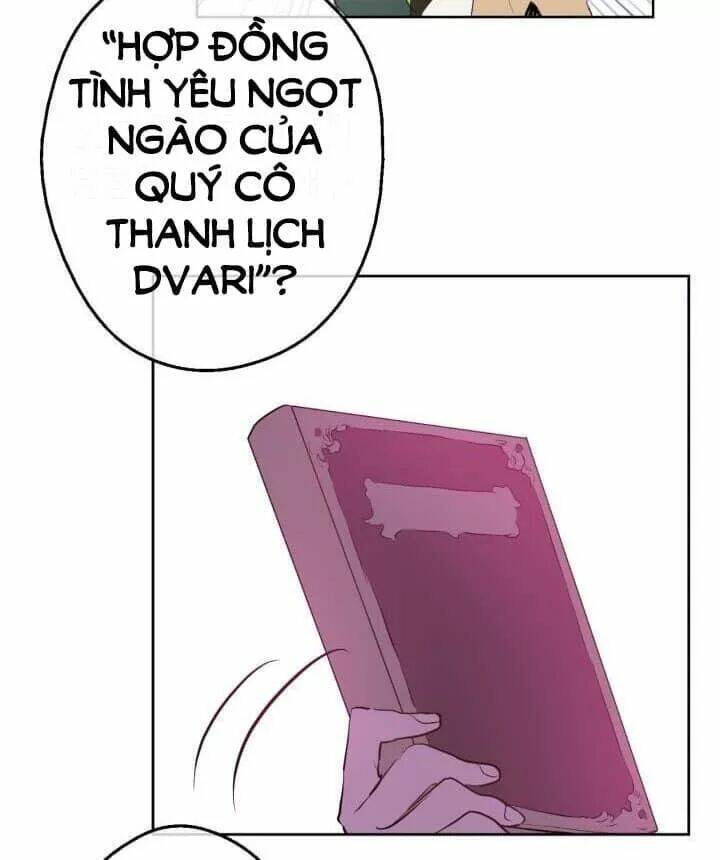 “HỢP ĐỒNG
TÌNH YÊU NGỌT
NGÀO CỦA
QUÝ CÔ
THANH LỊCH
DVARI”?